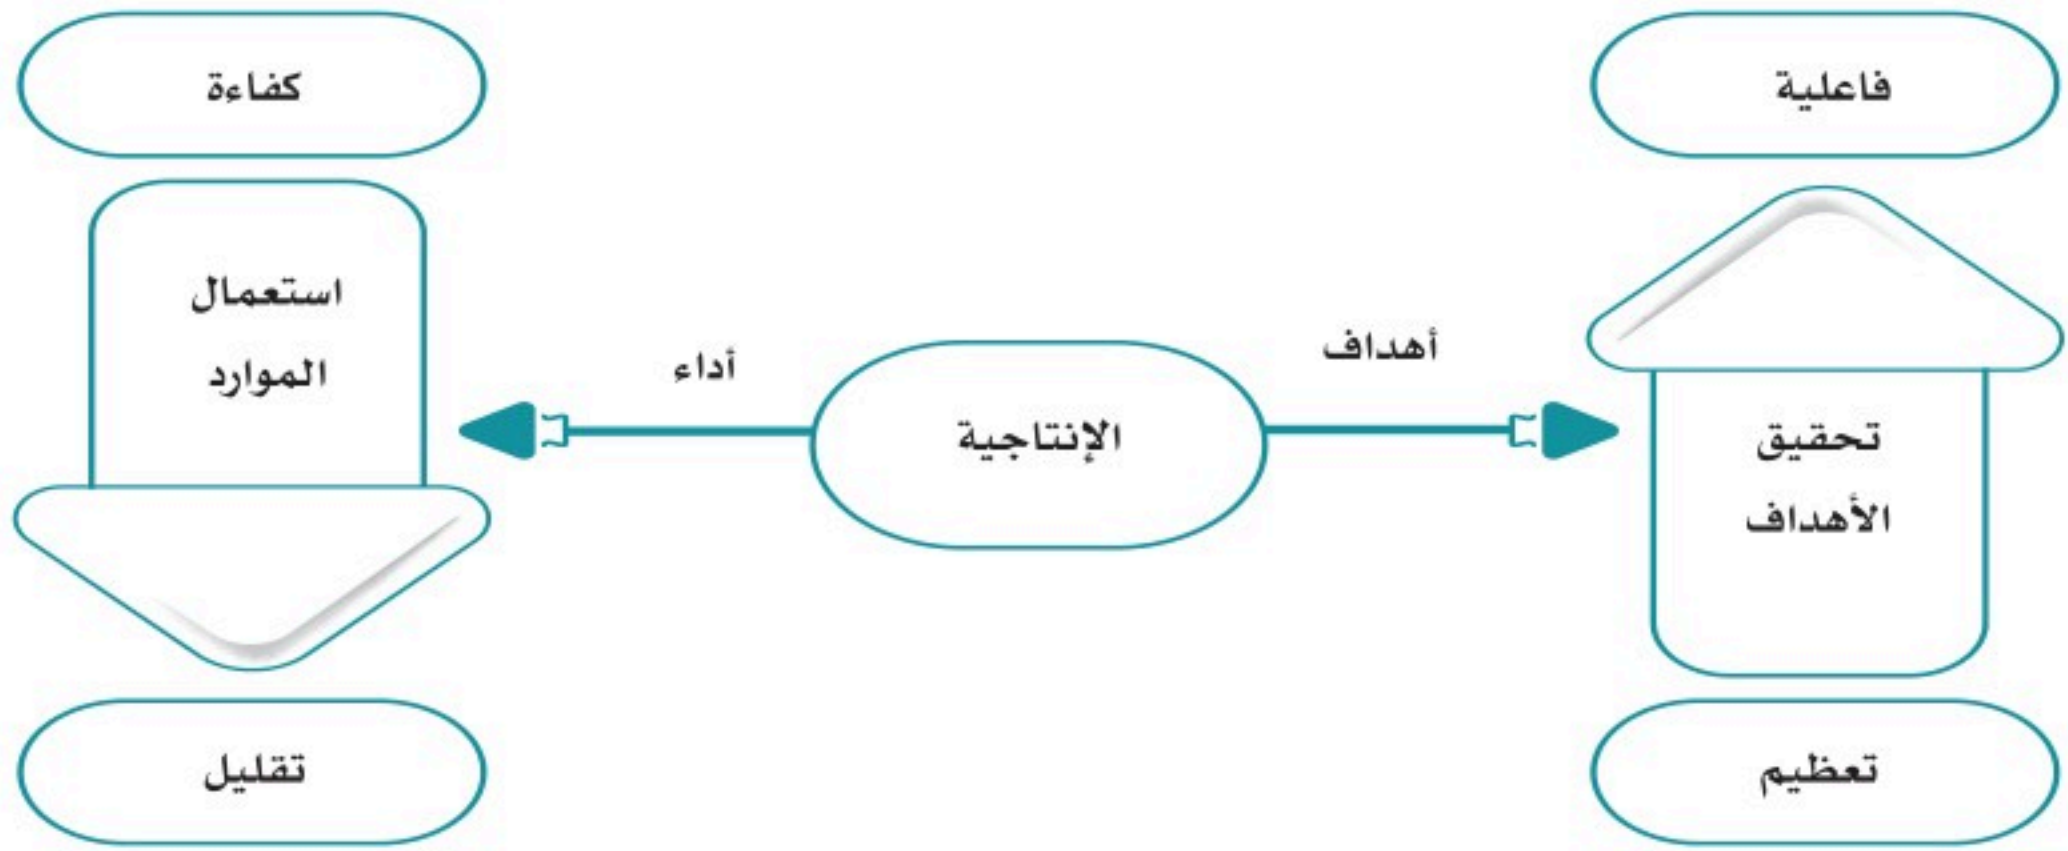 فاعلية
كفاءة
تحقيق
الأهداف
أهداف
الإنتاجية
أداء
استعمال
الموارد
تعظيم
تقليل